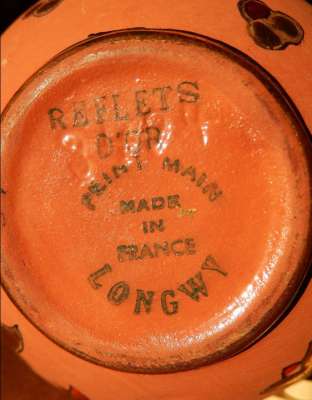 REFLETS
D'OR
PEINT MAIN
MADE
IN
FRANCE
LONGWY